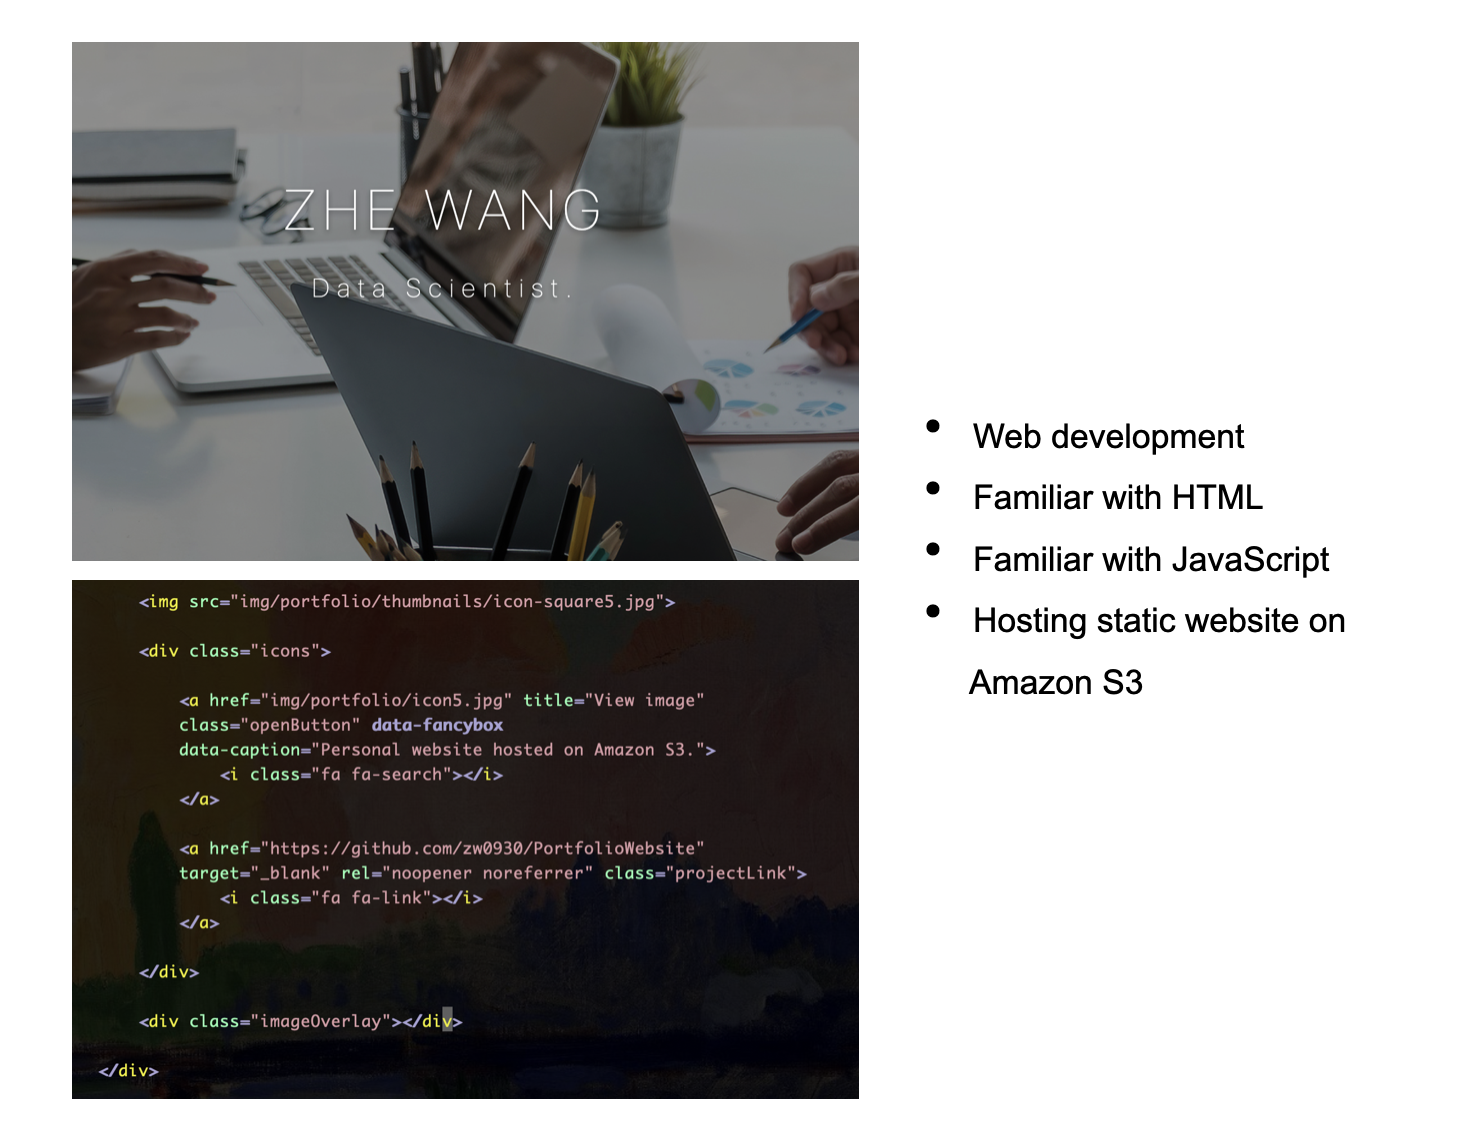 ZHE WANG
Data Scientist.
<img src="img/portfolio/thumbnails/icon-square5.jpg">
<div class="icons">
<a href="img/portfolio/icon5.jpg" title="View image"
class="openButton" data-fancybox
data-caption="Personal website hosted on Amazon S3.">
<i class="fa fa-search"></i>
</a>
<a href="https://github.com/zw0930/PortfolioWebsite"
target="_blank" rel="noopener noreferrer" class="projectLink">
<i class="fa fa-link"></i>
</a>
</div>
<div class="imageOverlay"></div>
</div>
• Web development
• Familiar with HTML
• Familiar with JavaScript
• Hosting static website on
Amazon S3